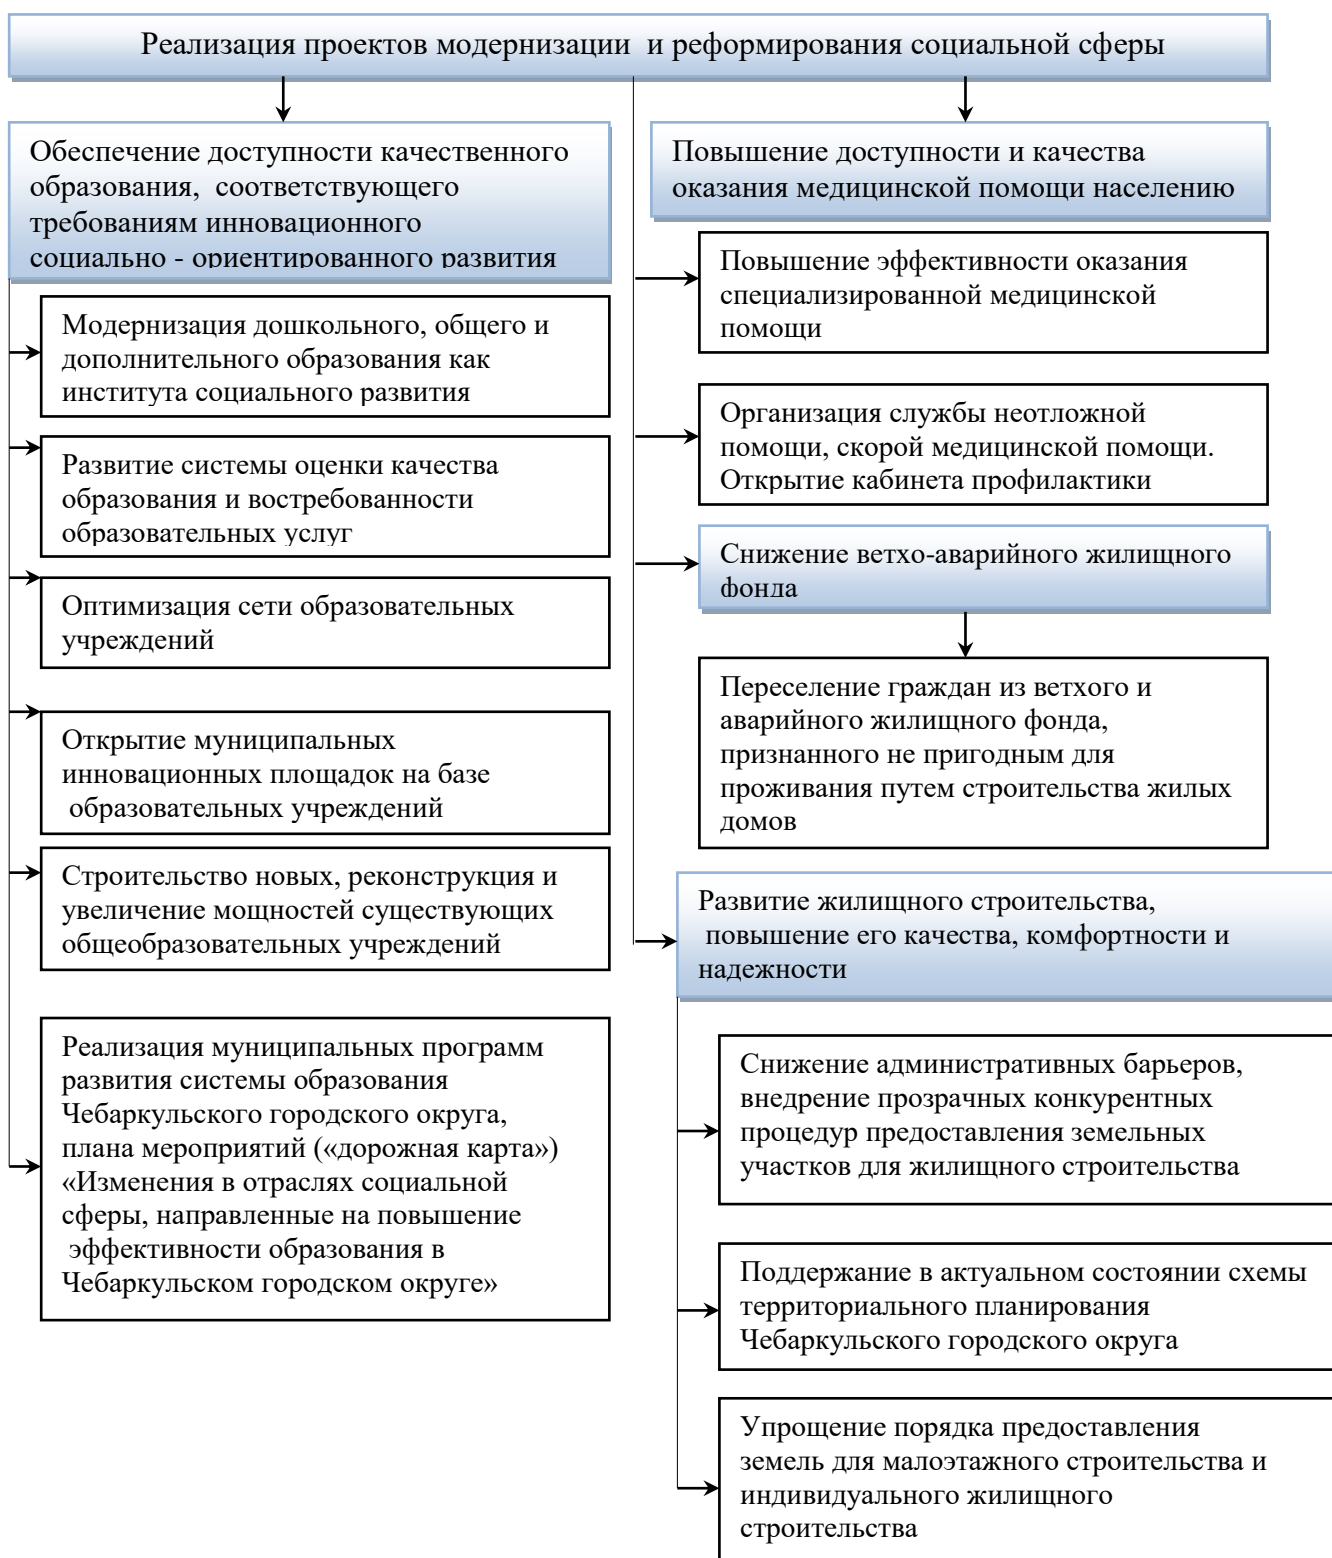 Реализация проектов модернизации и реформирования социальной сферы
Обеспечение доступности качественного
образования, соответствующего
требованиям инновационного
социально - ориентированного развития
Модернизация дошкольного, общего и
дополнительного образования как
института социального развития
Развитие системы оценки качества
образования и востребованности
образовательных услуг
Оптимизация сети образовательных
учреждений
Открытие муниципальных
инновационных площадок на базе
образовательных учреждений
Строительство новых, реконструкция и
увеличение мощностей существующих
общеобразовательных учреждений
Реализация муниципальных программ
развития системы образования
Чебаркульского городского округа,
плана мероприятий («дорожная карта»)
«Изменения в отраслях социальной
сферы, направленные на повышение
эффективности образования в
Чебаркульском городском округе»
Повышение доступности и качества
оказания медицинской помощи населению
Повышение эффективности оказания
специализированной медицинской
помощи
Организация службы неотложной
помощи, скорой медицинской помощи.
Открытие кабинета профилактики
Снижение ветхо-аварийного жилищного
фонда
Переселение граждан из ветхого и
аварийного жилищного фонда,
признанного не пригодным для
проживания путем строительства жилых
домов
Развитие жилищного строительства,
повышение его качества, комфортности и
надежности
Снижение административных барьеров,
внедрение прозрачных конкурентных
процедур предоставления земельных
участков для жилищного строительства
Поддержание в актуальном состоянии схемы
территориального планирования
Чебаркульского городского округа
Упрощение порядка предоставления
земель для малоэтажного строительства и
индивидуального жилищного
строительства